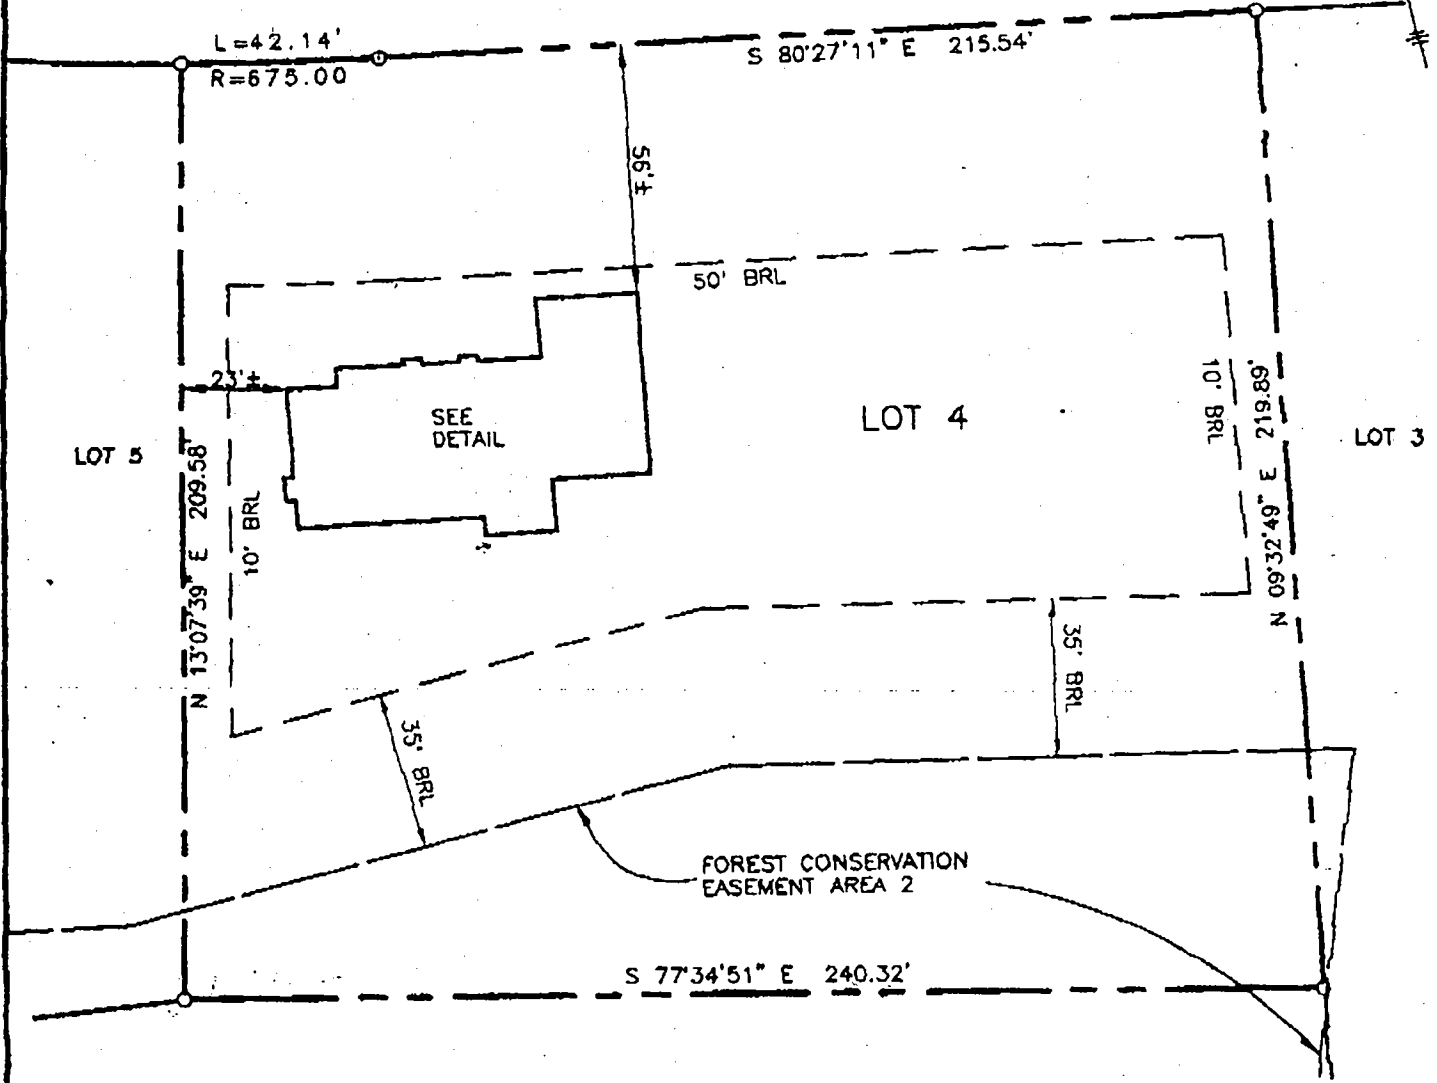 L=42.14'
R=675.00
S 80°27'11" E 215.54'
56'±
50' BRL
23'±
SEE
DETAIL
LOT 4
10' BRL
N 09°32'49" E 219.89'
LOT 3
LOT 5
N 13°07'39" E 209.58'
10' BRL
35' BRL
35' BRL
FOREST CONSERVATION
EASEMENT AREA 2
S 77°34'51" E 240.32'